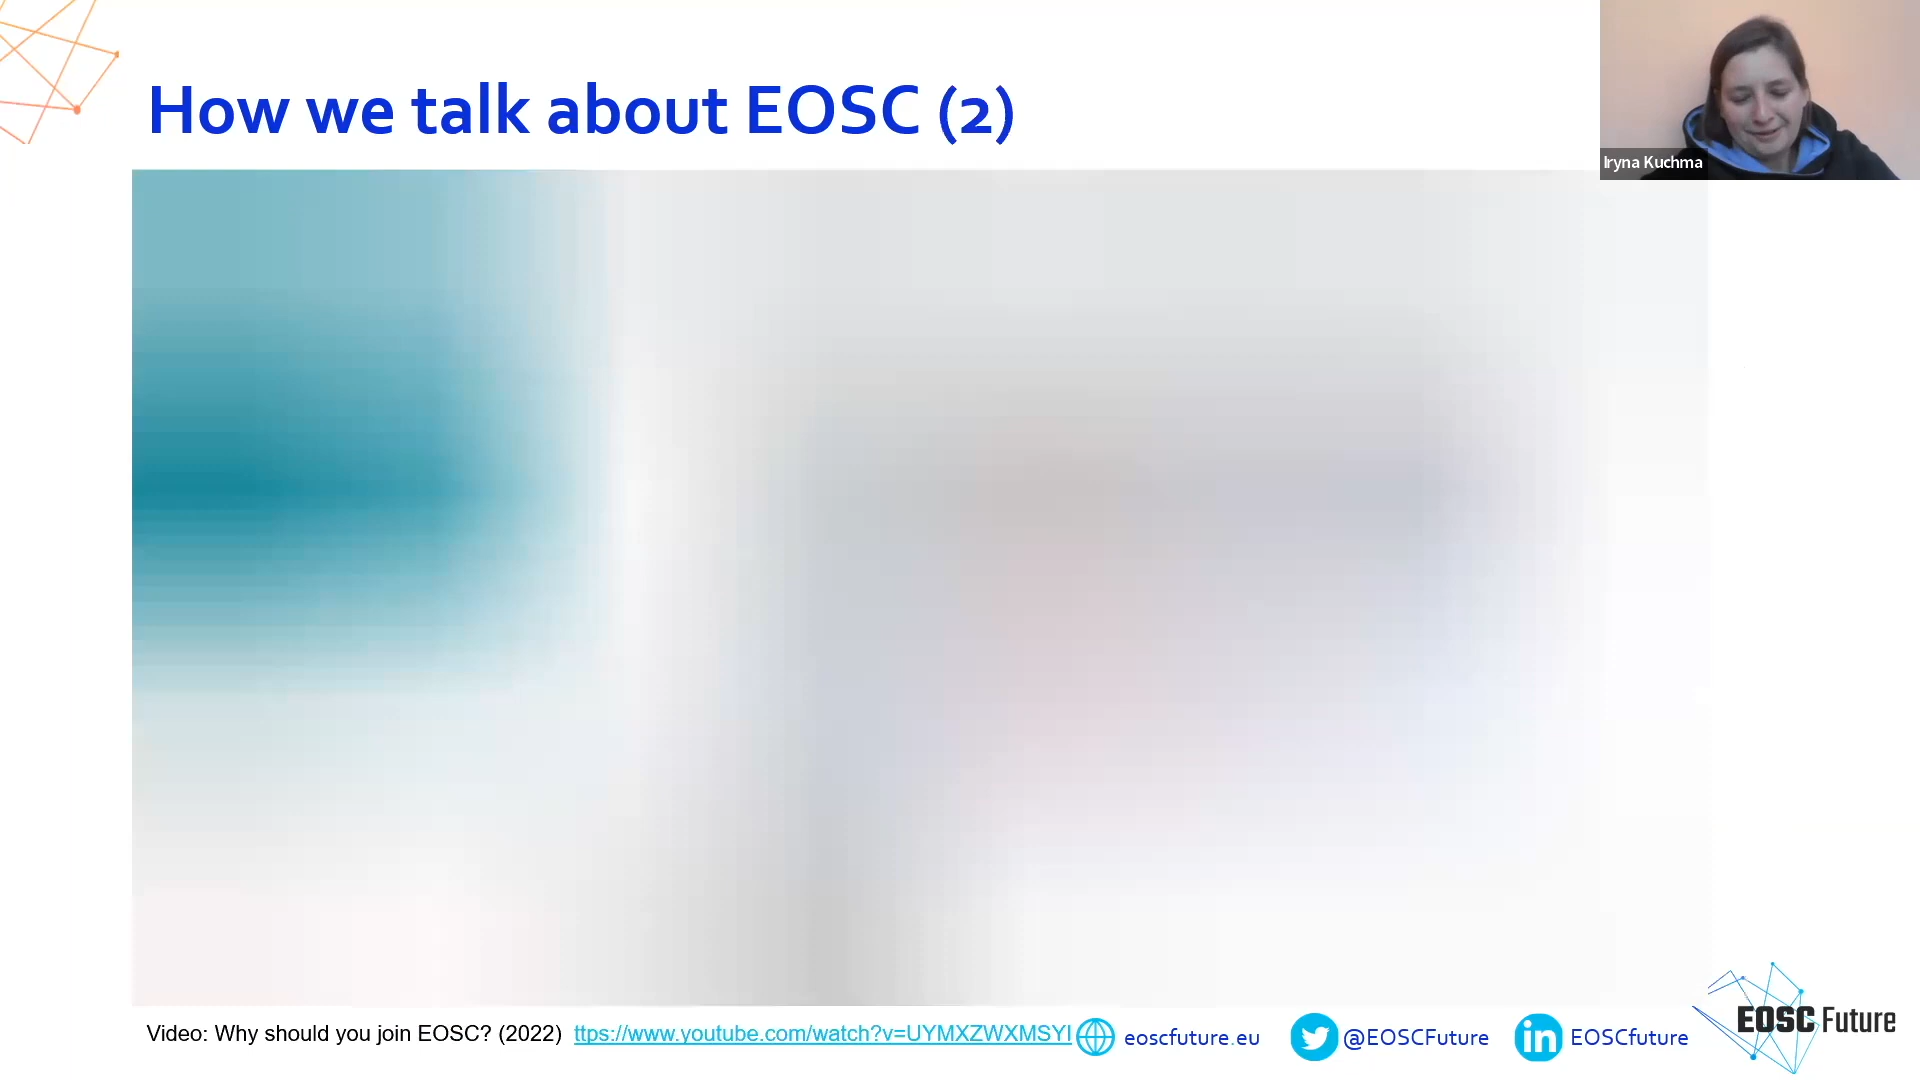 How we talk about EOSC (2)
Iryna Kuchma
Video: Why should you join EOSC? (2022) ttps://www.youtube.com/watch?v=UYMXZWXMSYI
eoscfuture.eu
@EOSCFuture
EOSCfuture
EOSC Future